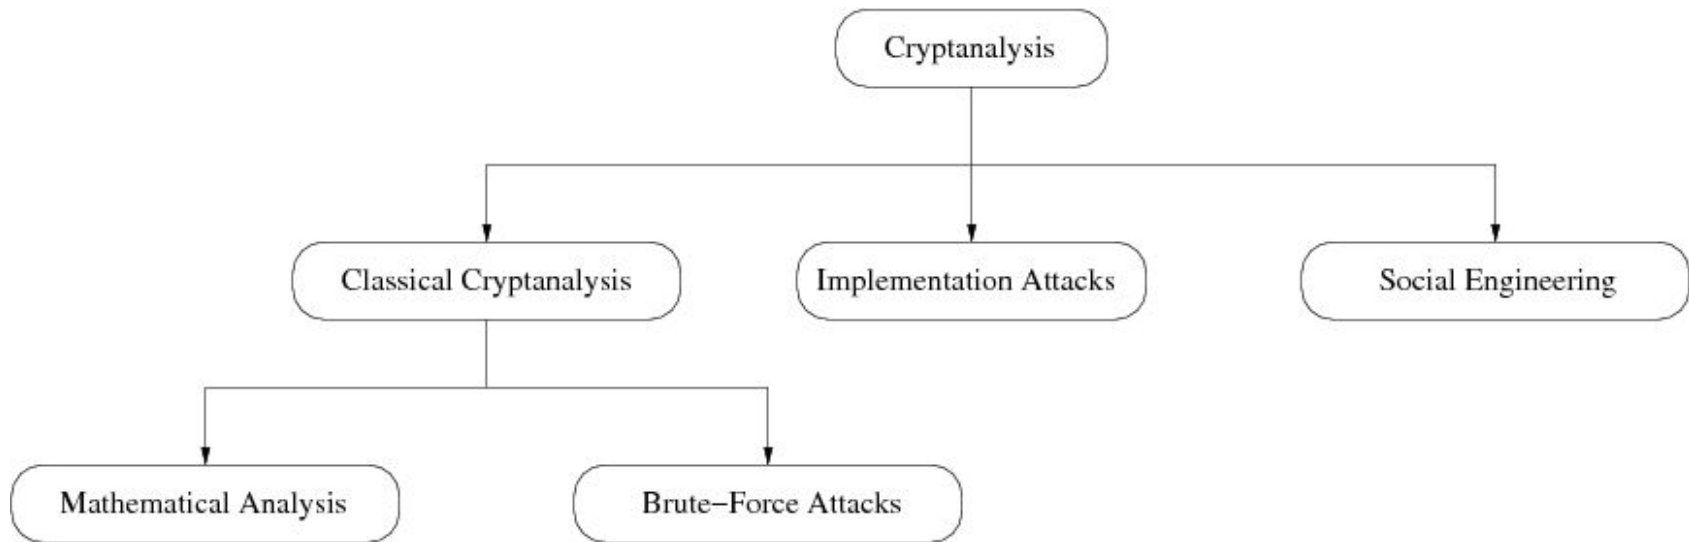 Cryptanalysis
Classical Cryptanalysis
Implementation Attacks
Social Engineering
Mathematical Analysis
Brute−Force Attacks